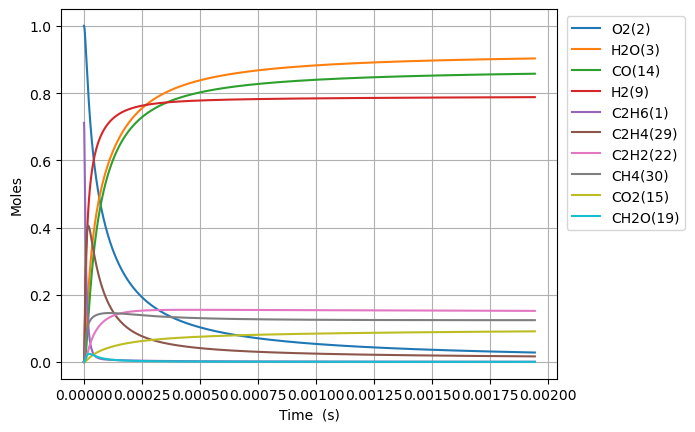 1.0
0.8
0.6
0.4
0.2
0.0
Moles
0.00000 0.00025 0.00050 0.00075 0.00100 0.00125 0.00150 0.00175 0.00200
Time (s)
O2(2)
H2O(3)
CO(14)
H2(9)
C2H6(1)
C2H4(29)
C2H2(22)
CH4(30)
CO2(15)
CH2O(19)